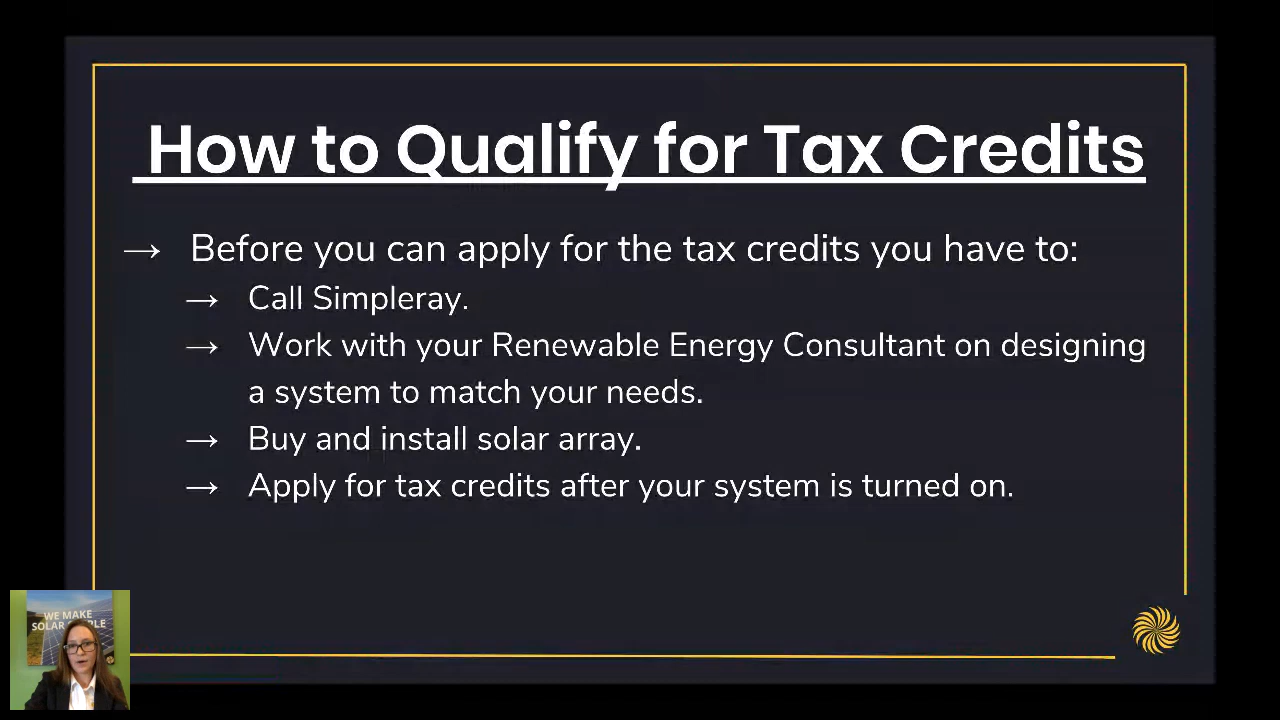 How to Qualify for Tax Credits
→ Before you can apply for the tax credits you have to:
→ Call Simpleray.
→ Work with your Renewable Energy Consultant on designing
a system to match your needs.
→ Buy and install solar array.
→ Apply for tax credits after your system is turned on.
WE MAKE
SOLAR